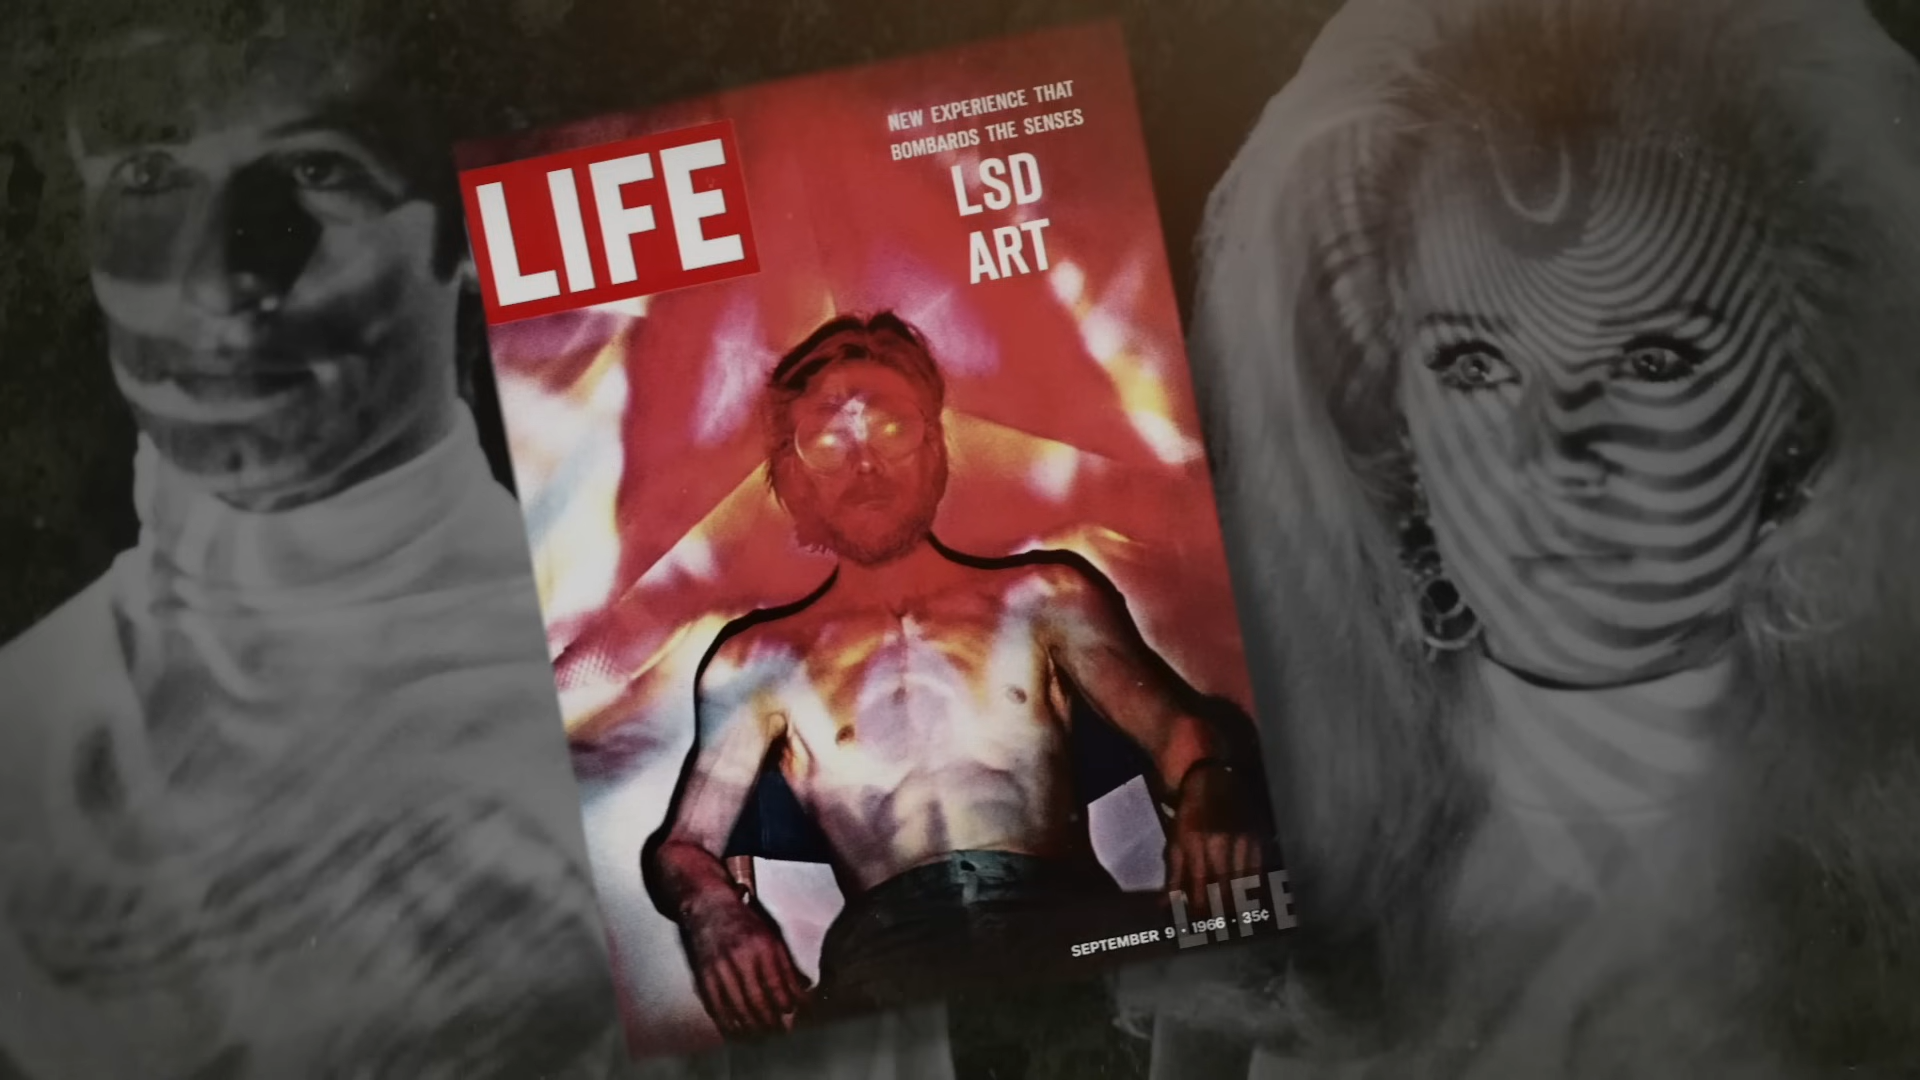 LIFE
NEW EXPERIENCE THAT
BOMBARDS THE SENSES
LSD
ART
SEPTEMBER 9 · 1966 · 35¢
LIFE